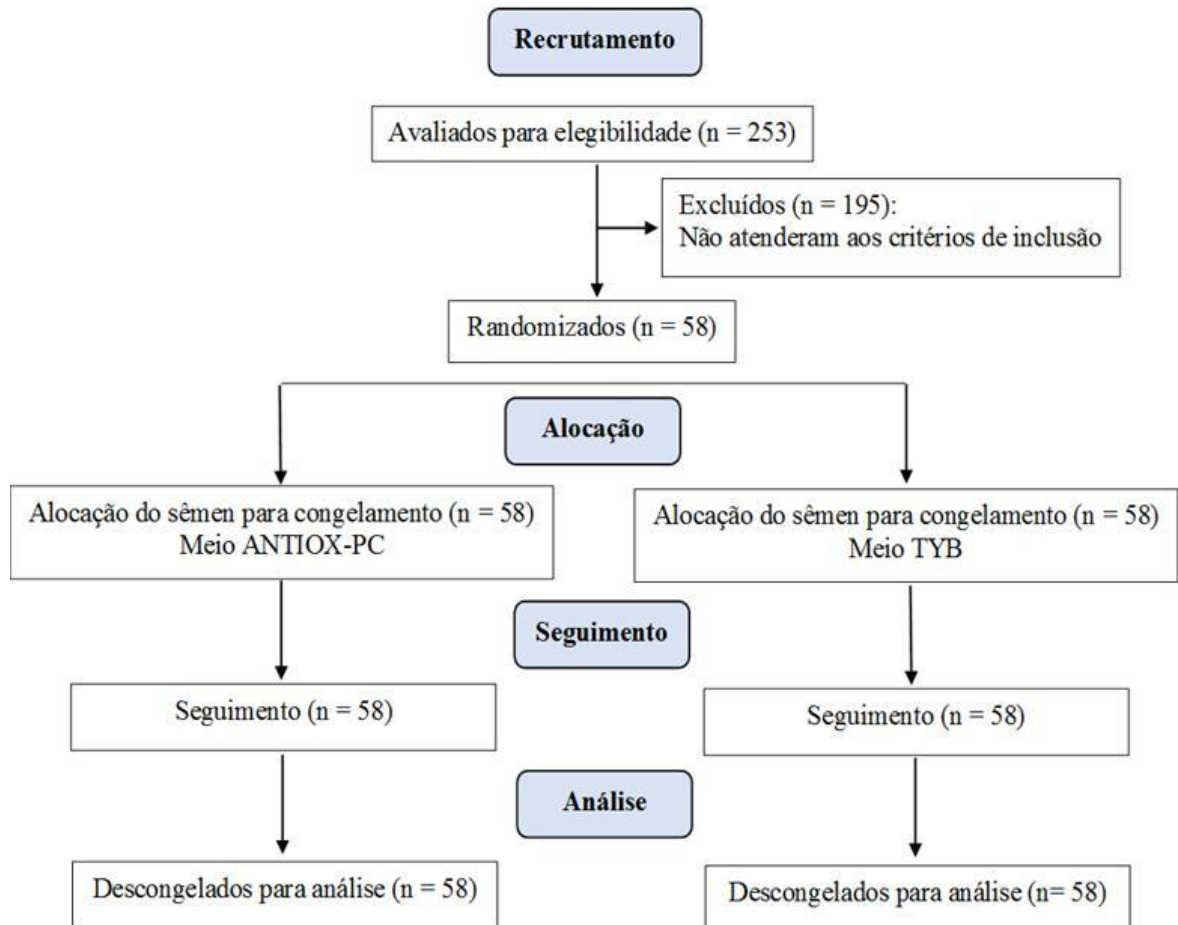 Recrutamento
Avaliados para elegibilidade (n = 253)
Excluídos (n = 195):
Não atenderam aos critérios de inclusão
Randomizados (n = 58)
Alocação
Alocação do sêmen para congelamento (n = 58)
Meio ANTIOX-PC
Alocação do sêmen para congelamento (n = 58)
Meio TYB
Seguimento
Seguimento (n = 58)
Seguimento (n = 58)
Análise
Descongelados para análise (n = 58)
Descongelados para análise (n= 58)